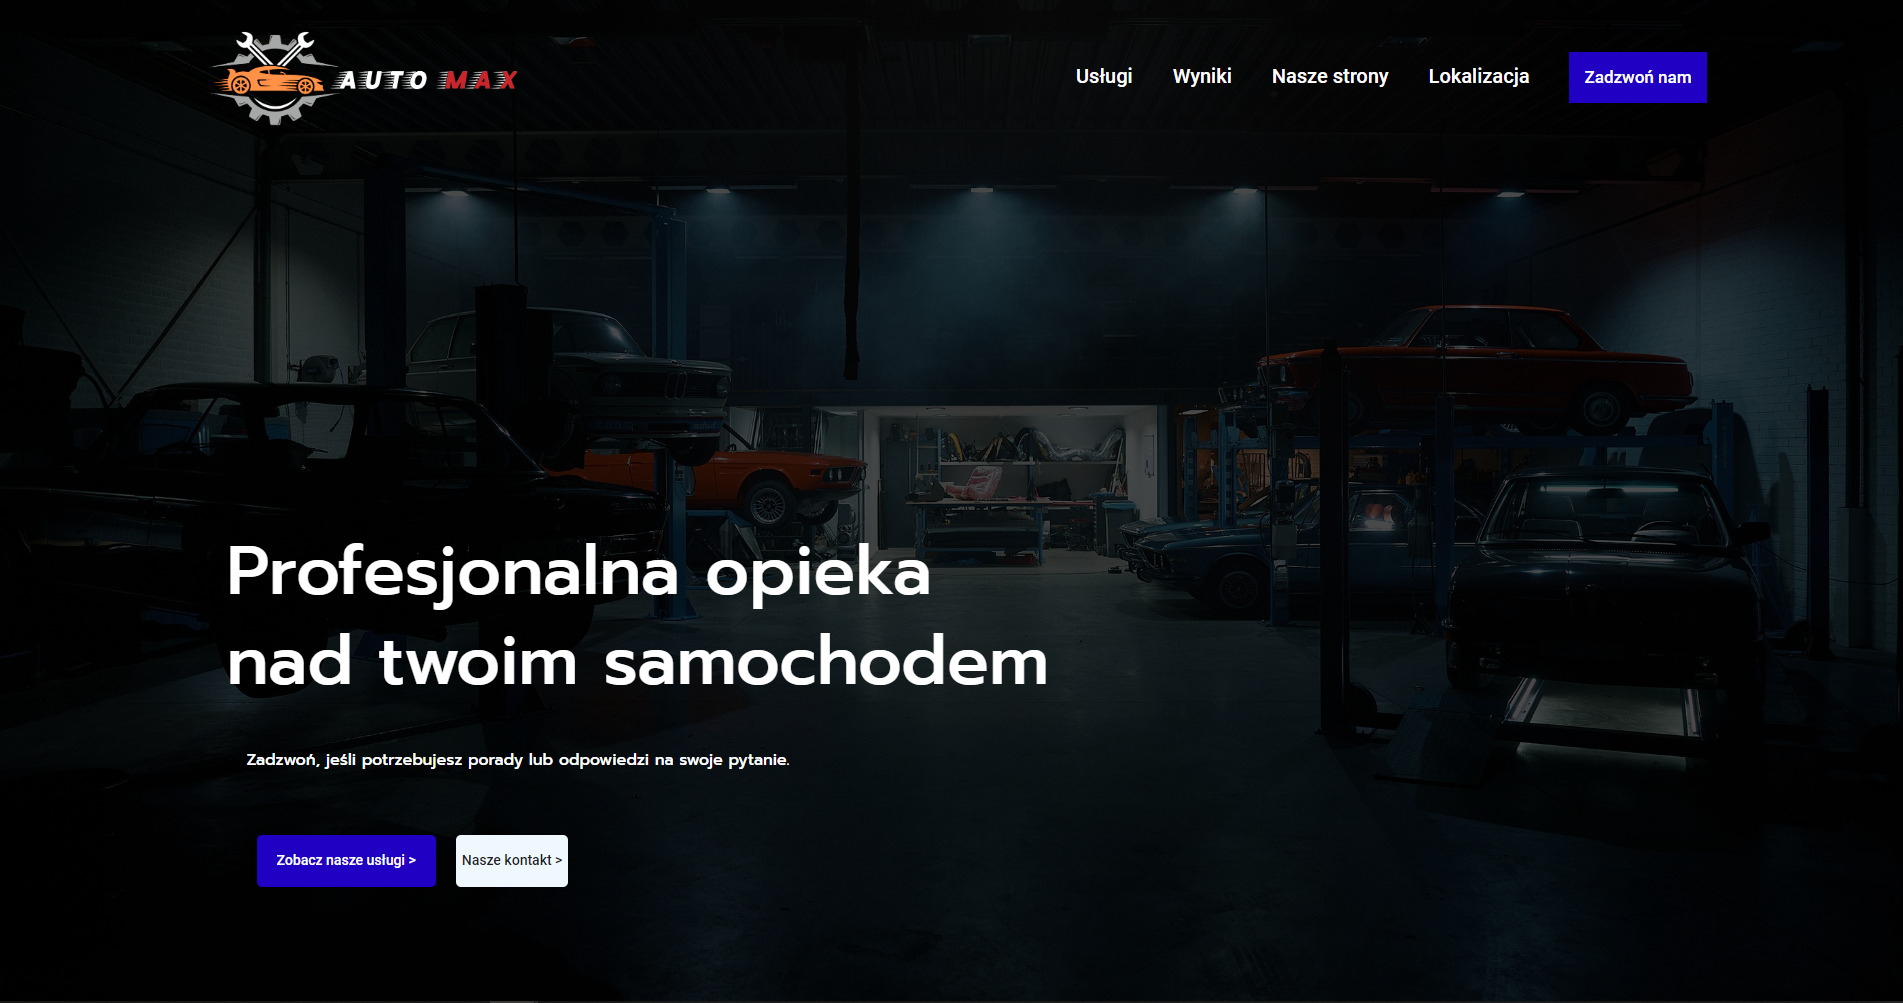 AUTO MAX
Usługi
Wyniki
Nasze strony
Lokalizacja
Zadzwoń nam
Profesjonalna opieka
nad twoim samochodem
Zadzwoń, jeśli potrzebujesz porady lub odpowiedzi na swoje pytanie.
Zobacz nasze usługi >
Nasze kontakt >